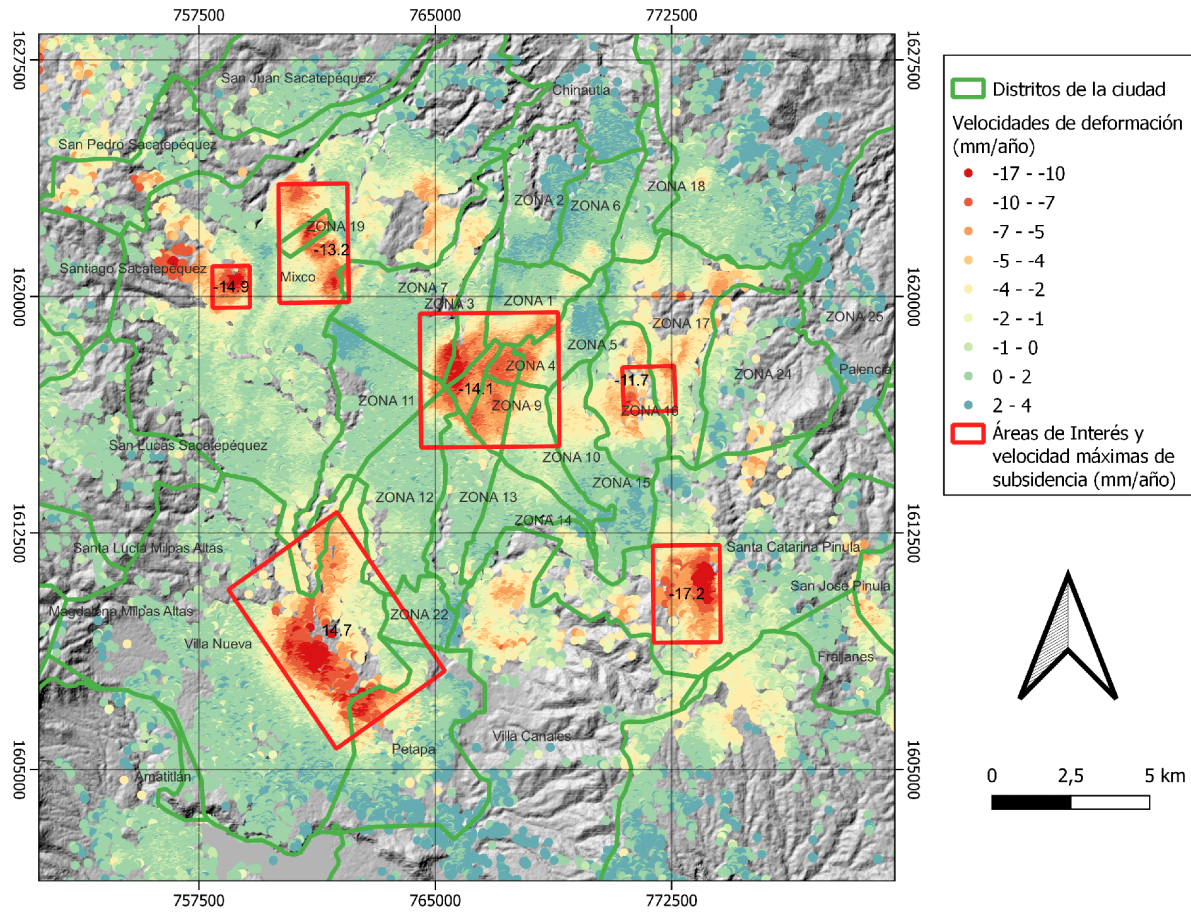 757500
765000
772500
1627500
1627500
San Juan Sacatepéquez
Chinautla
San Pedro Sacatepéquez
ZONA 18
ZONA 2
ZONA 6
ZONA 19
-13.2
Santiago Sacatepéquez
Mixco
-14.9
ZONA 7
1620000
1620000
ZONA 3
ZONA 1
ZONA 17
ZONA 25
ZONA 5
ZONA 4
Palencia
ZONA 24
-14.1
-11.7
ZONA 11
ZONA 9
ZONA 16
San Lucas Sacatepéquez
ZONA 10
ZONA 15
ZONA 12
ZONA 13
ZONA 14
1612500
1612500
Santa Lucía Milpas Altas
Santa Catarina Pinula
San José Pinula
-17.2
Magdalena Milpas Altas
ZONA 22
14.7
Villa Nueva
Fraijanes
Villa Canales
Petapa
1605000
1605000
Amatitlán
757500
765000
772500
Distritos de la ciudad
Velocidades de deformación
(mm/año)
-17 - -10
-10 - -7
-7 - -5
-5 - -4
-4 - -2
-2 - -1
-1 - 0
0 - 2
2 - 4
Áreas de Interés y
velocidad máximas de
subsidencia (mm/año)
0 2,5 5 km